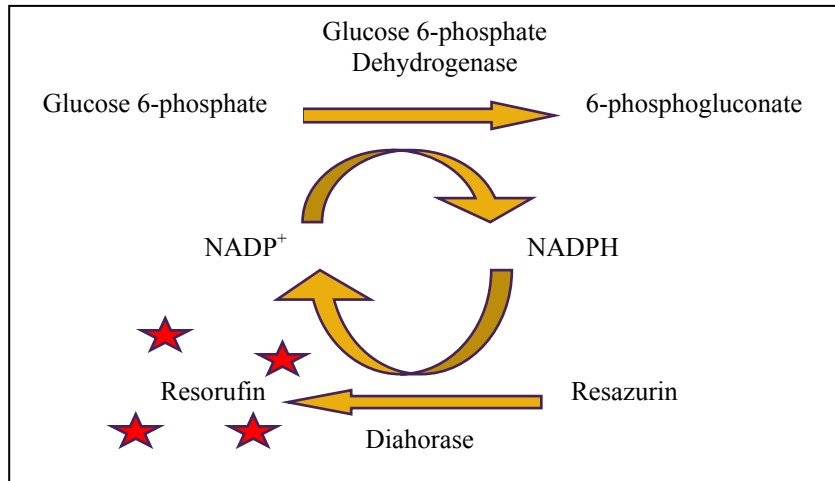 Glucose 6-phosphate
Dehydrogenase
Glucose 6-phosphate
6-phosphogluconate
NADP+
NADPH
Resorufin
Resazurin
Diahorase